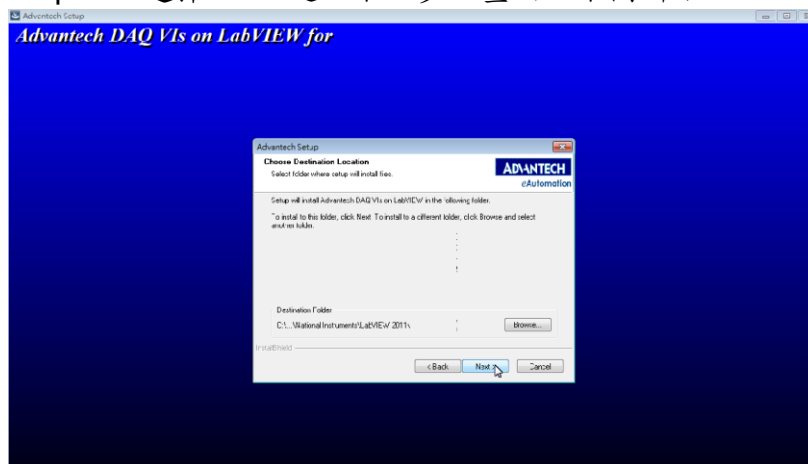 Advantech Setup
Advantech DAQ VIs on LabVIEW for
Advantech Setup
Choose Destination Location
Select folder where setup will install files.
ADVANTECH
eAutomation
Setup will install Advantech DAQ VIs on LabVIEW in the following folder.
To install to this folder, click Next. To install to a different folder, click Browse and select
another folder.
Destination Folder
C:\...\National Instruments\LabVIEW 2011\
Browse...
InstallShield
< Back
Next >
Cancel